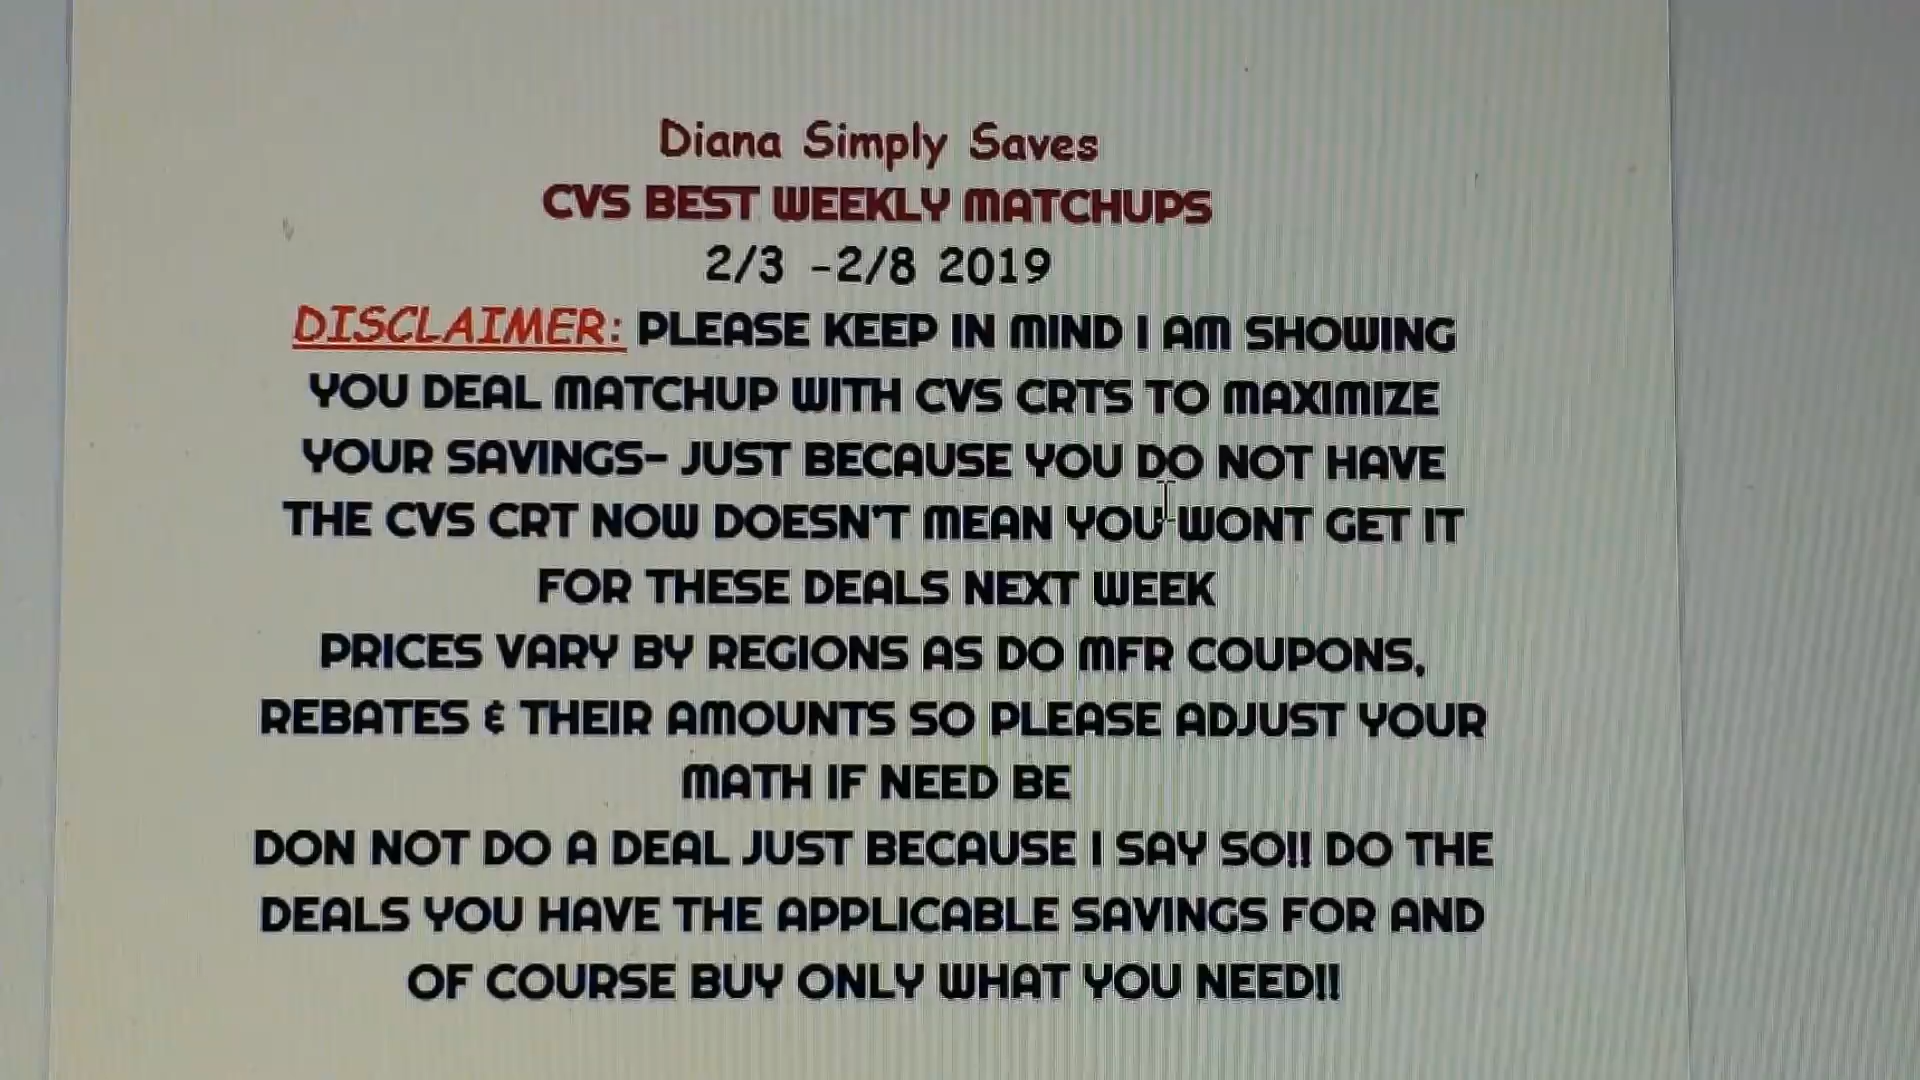 Diana Simply Saves
CVS BEST WEEKLY MATCHUPS
2/3 -2/8 2019
DISCLAIMER: PLEASE KEEP IN MIND I AM SHOWING
YOU DEAL MATCHUP WITH CVS CRTS TO MAXIMIZE
YOUR SAVINGS- JUST BECAUSE YOU DO NOT HAVE
THE CVS CRT NOW DOESN'T MEAN YOU WONT GET IT
FOR THESE DEALS NEXT WEEK
PRICES VARY BY REGIONS AS DO MFR COUPONS,
REBATES & THEIR AMOUNTS SO PLEASE ADJUST YOUR
MATH IF NEED BE
DON NOT DO A DEAL JUST BECAUSE I SAY SO!! DO THE
DEALS YOU HAVE THE APPLICABLE SAVINGS FOR AND
OF COURSE BUY ONLY WHAT YOU NEED!!